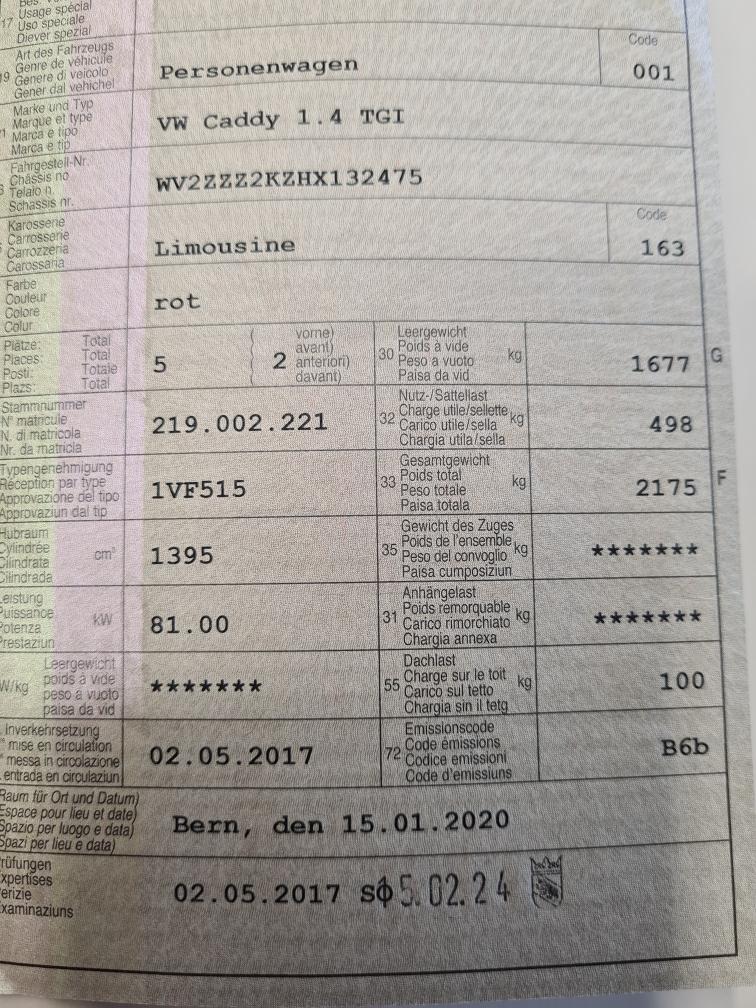 Usage spécial
17 Uso speciale
Diever spezial
Art des Fahrzeugs
Genre de véhicule
19 Genere di veicolo
Gener dal vehichel
Personenwagen
Code
001
Marke und Typ
Marque et type
Marca e tipo
Marca e tip
VW Caddy 1.4 TGI
Fahrgestell-Nr.
Châssis no
Telaio n.
Schassis nr.
WV2ZZZ2KZHX132475
Karosserie
Carrosserie
Carrozzeria
Carossaria
Limousine
Code
163
Farbe
Couleur
Colore
Colur
rot
Plätze: Total
Places: Total
Posti: Totale
Plazs: Total
5
( vorne)
( avant)
2 ( anteriori)
( davant)
30 Leergewicht
Poids à vide
Peso a vuoto
Paisa da vid
kg
1677 G
Stammnummer
N° matricule
N. di matricola
Nr. da matricla
219.002.221
32 Nutz-/Sattellast
Charge utile/sellette
Carico utile/sella
Chargia utila/sella
kg
498
Typengenehmigung
Réception par type
Approvazione del tipo
Approvaziun dal tip
1VF515
33 Gesamtgewicht
Poids total
Peso totale
Paisa totala
kg
2175 F
Hubraum
Cylindrée
Cilindrata
Cilindrada
cm³
1395
35 Gewicht des Zuges
Poids de l'ensemble
Peso del convoglio
Paisa cumposiziun
kg
*******
Leistung
Puissance
Potenza
Prestaziun
kW
81.00
31 Anhängelast
Poids remorquable
Carico rimorchiato
Chargia annexa
kg
*******
W/kg
Leergewicht
poids à vide
peso a vuoto
paisa da vid
*******
55 Dachlast
Charge sur le toit
Carico sul tetto
Chargia sin il tetg
kg
100
Inverkehrsetzung
mise en circulation
messa in circolazione
entrada en circulaziun
02.05.2017
72 Emissionscode
Code émissions
Codice emissioni
Code d'emissiuns
B6b
Raum für Ort und Datum)
Espace pour lieu et date)
Spazio per luogo e data)
Spazi per lieu e data)
Bern, den 15.01.2020
rüfungen
xpertises
erizie
xaminaziuns
02.05.2017 5.02.24